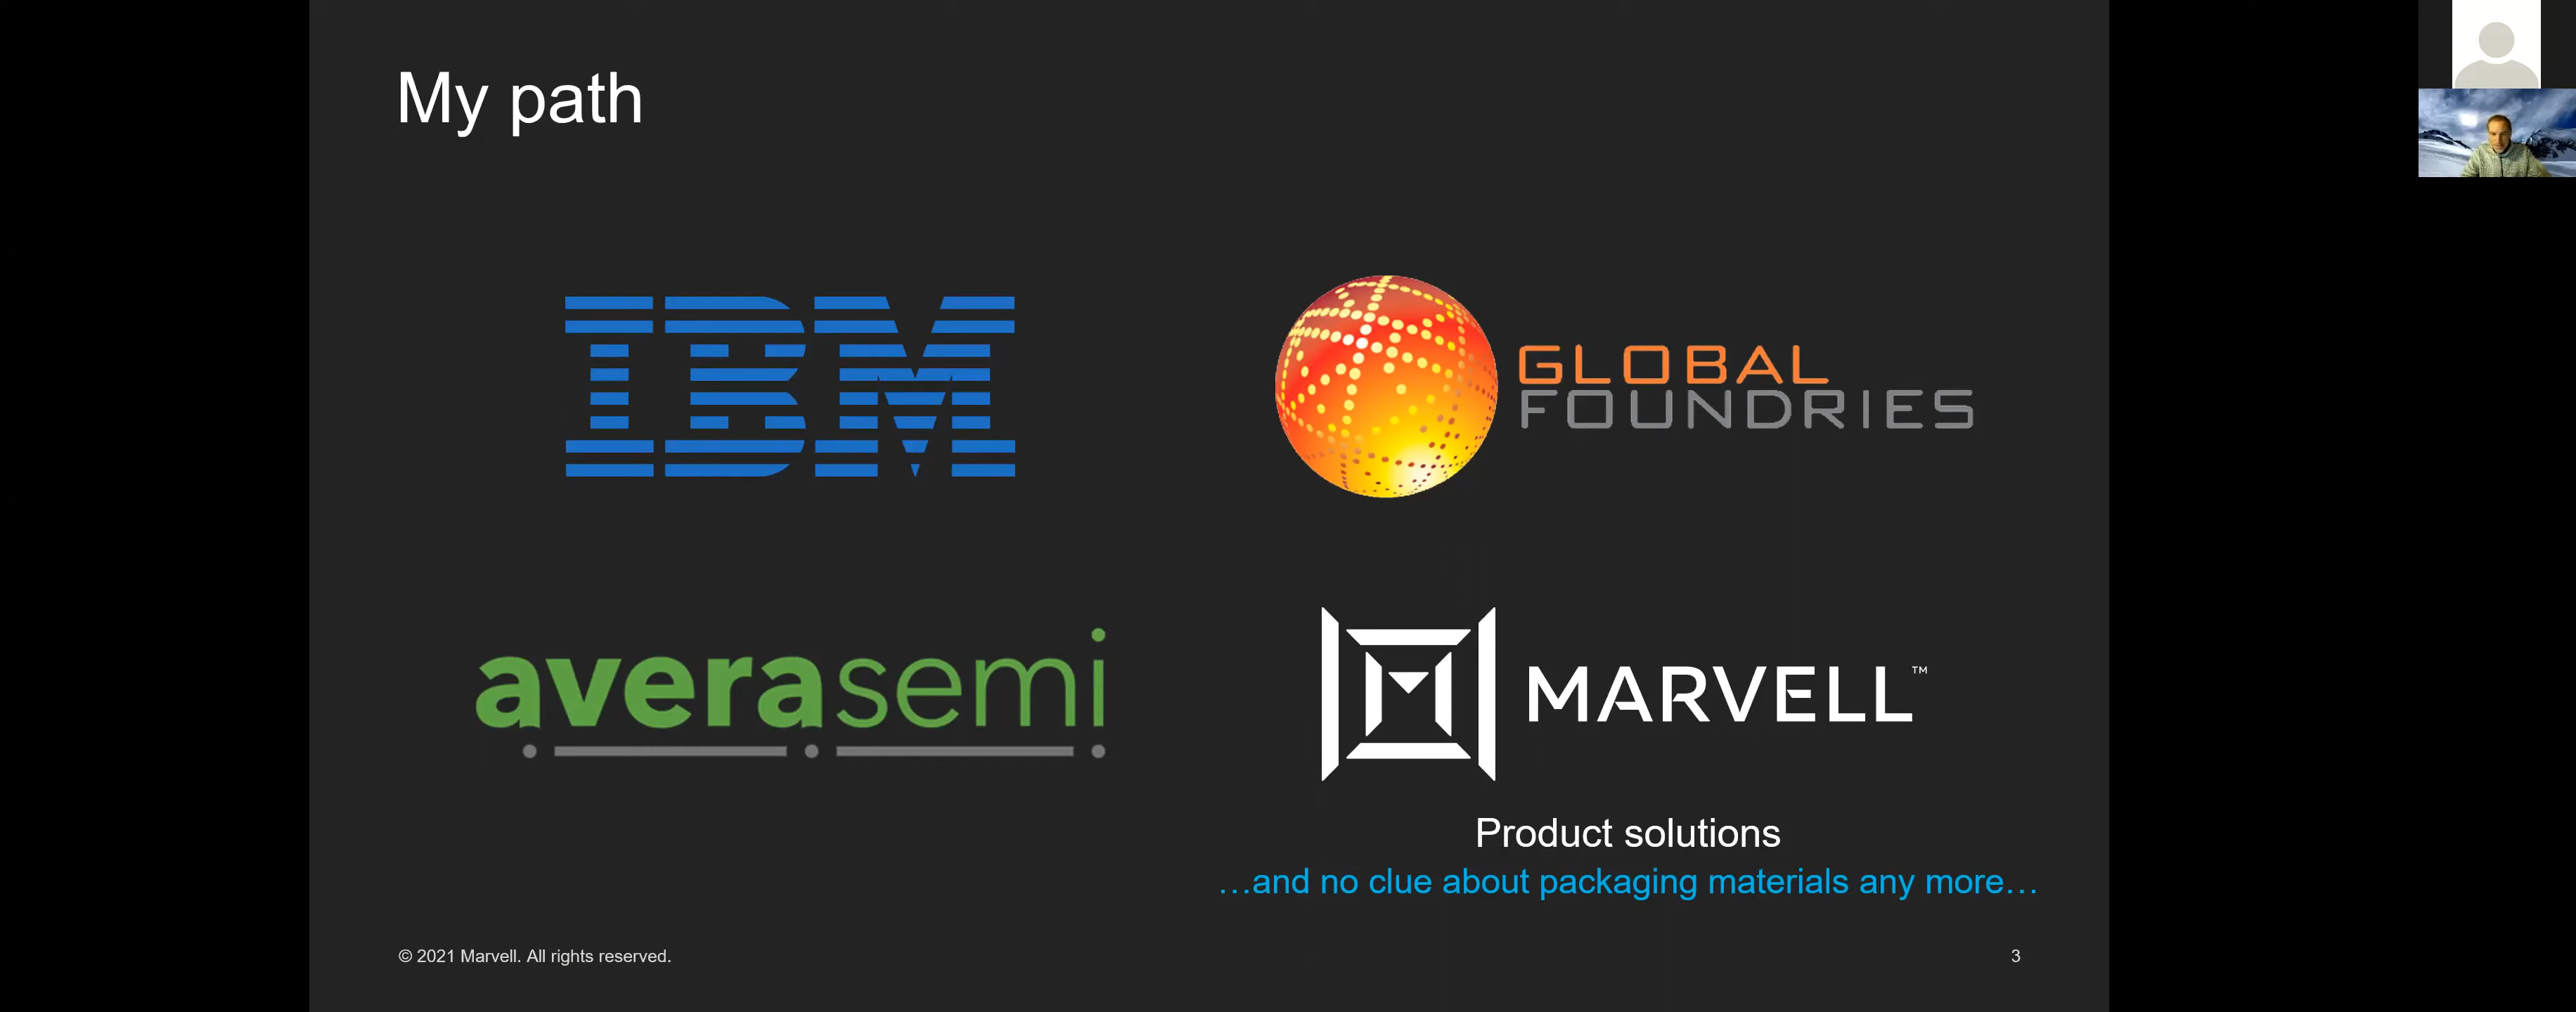 My path
IBM
GLOBAL
FOUNDRIES
averasemi
MARVELL™
Product solutions
…and no clue about packaging materials any more…
© 2021 Marvell. All rights reserved.
3